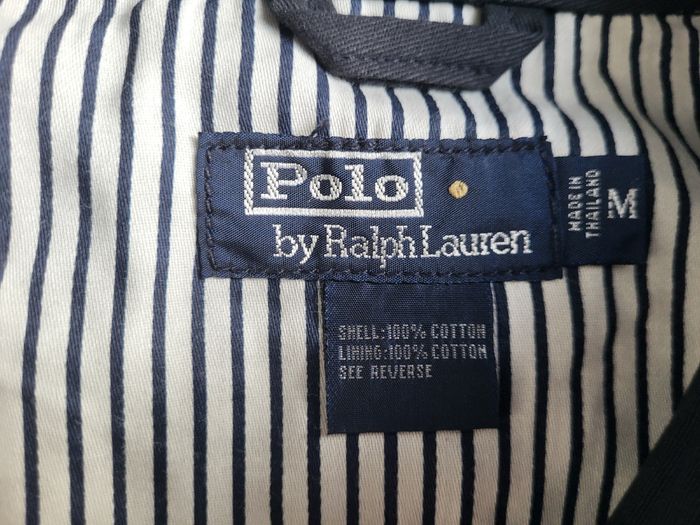 Polo
by Ralph Lauren
MADE IN
THAILAND
M
SHELL:100% COTTON
LINING:100% COTTON
SEE REVERSE